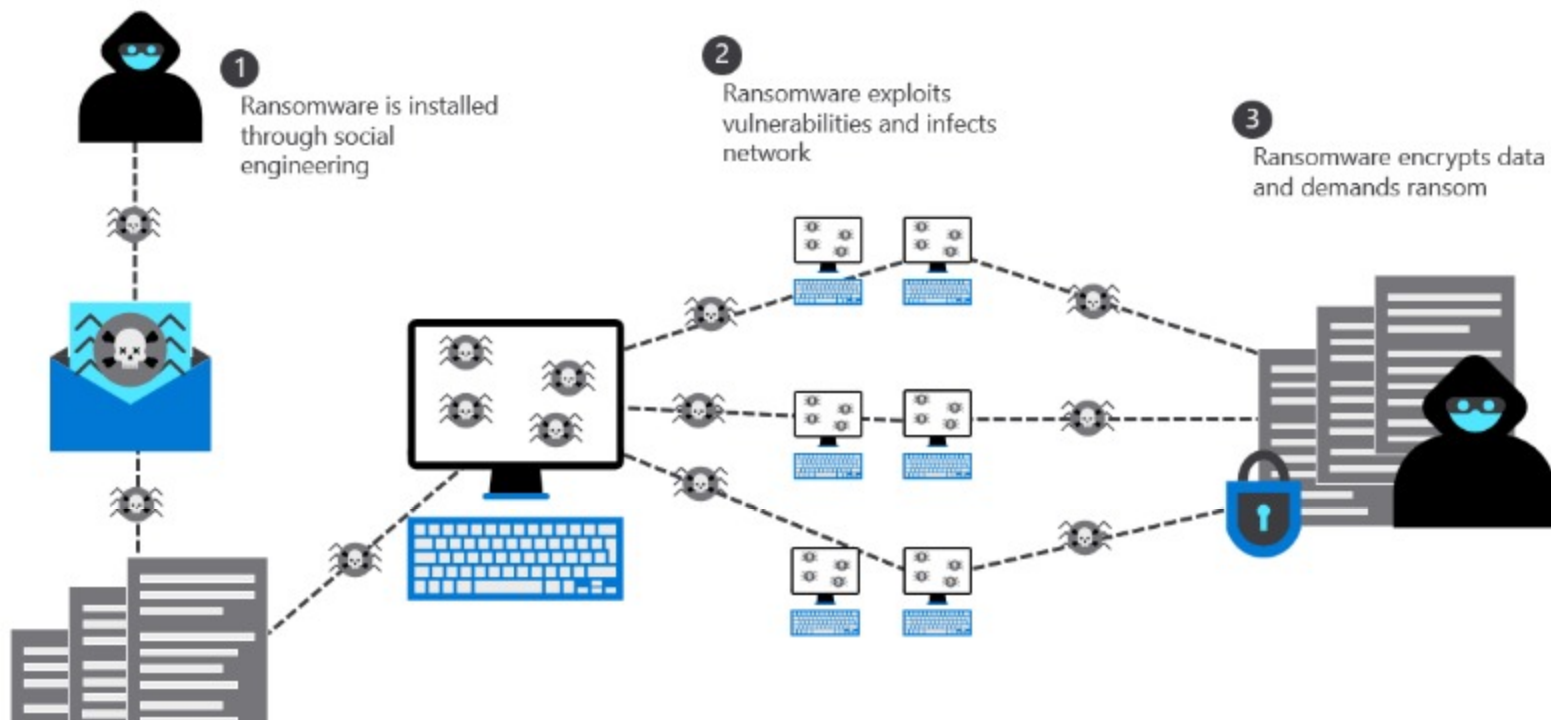 1
Ransomware is installed
through social
engineering
2
Ransomware exploits
vulnerabilities and infects
network
3
Ransomware encrypts data
and demands ransom